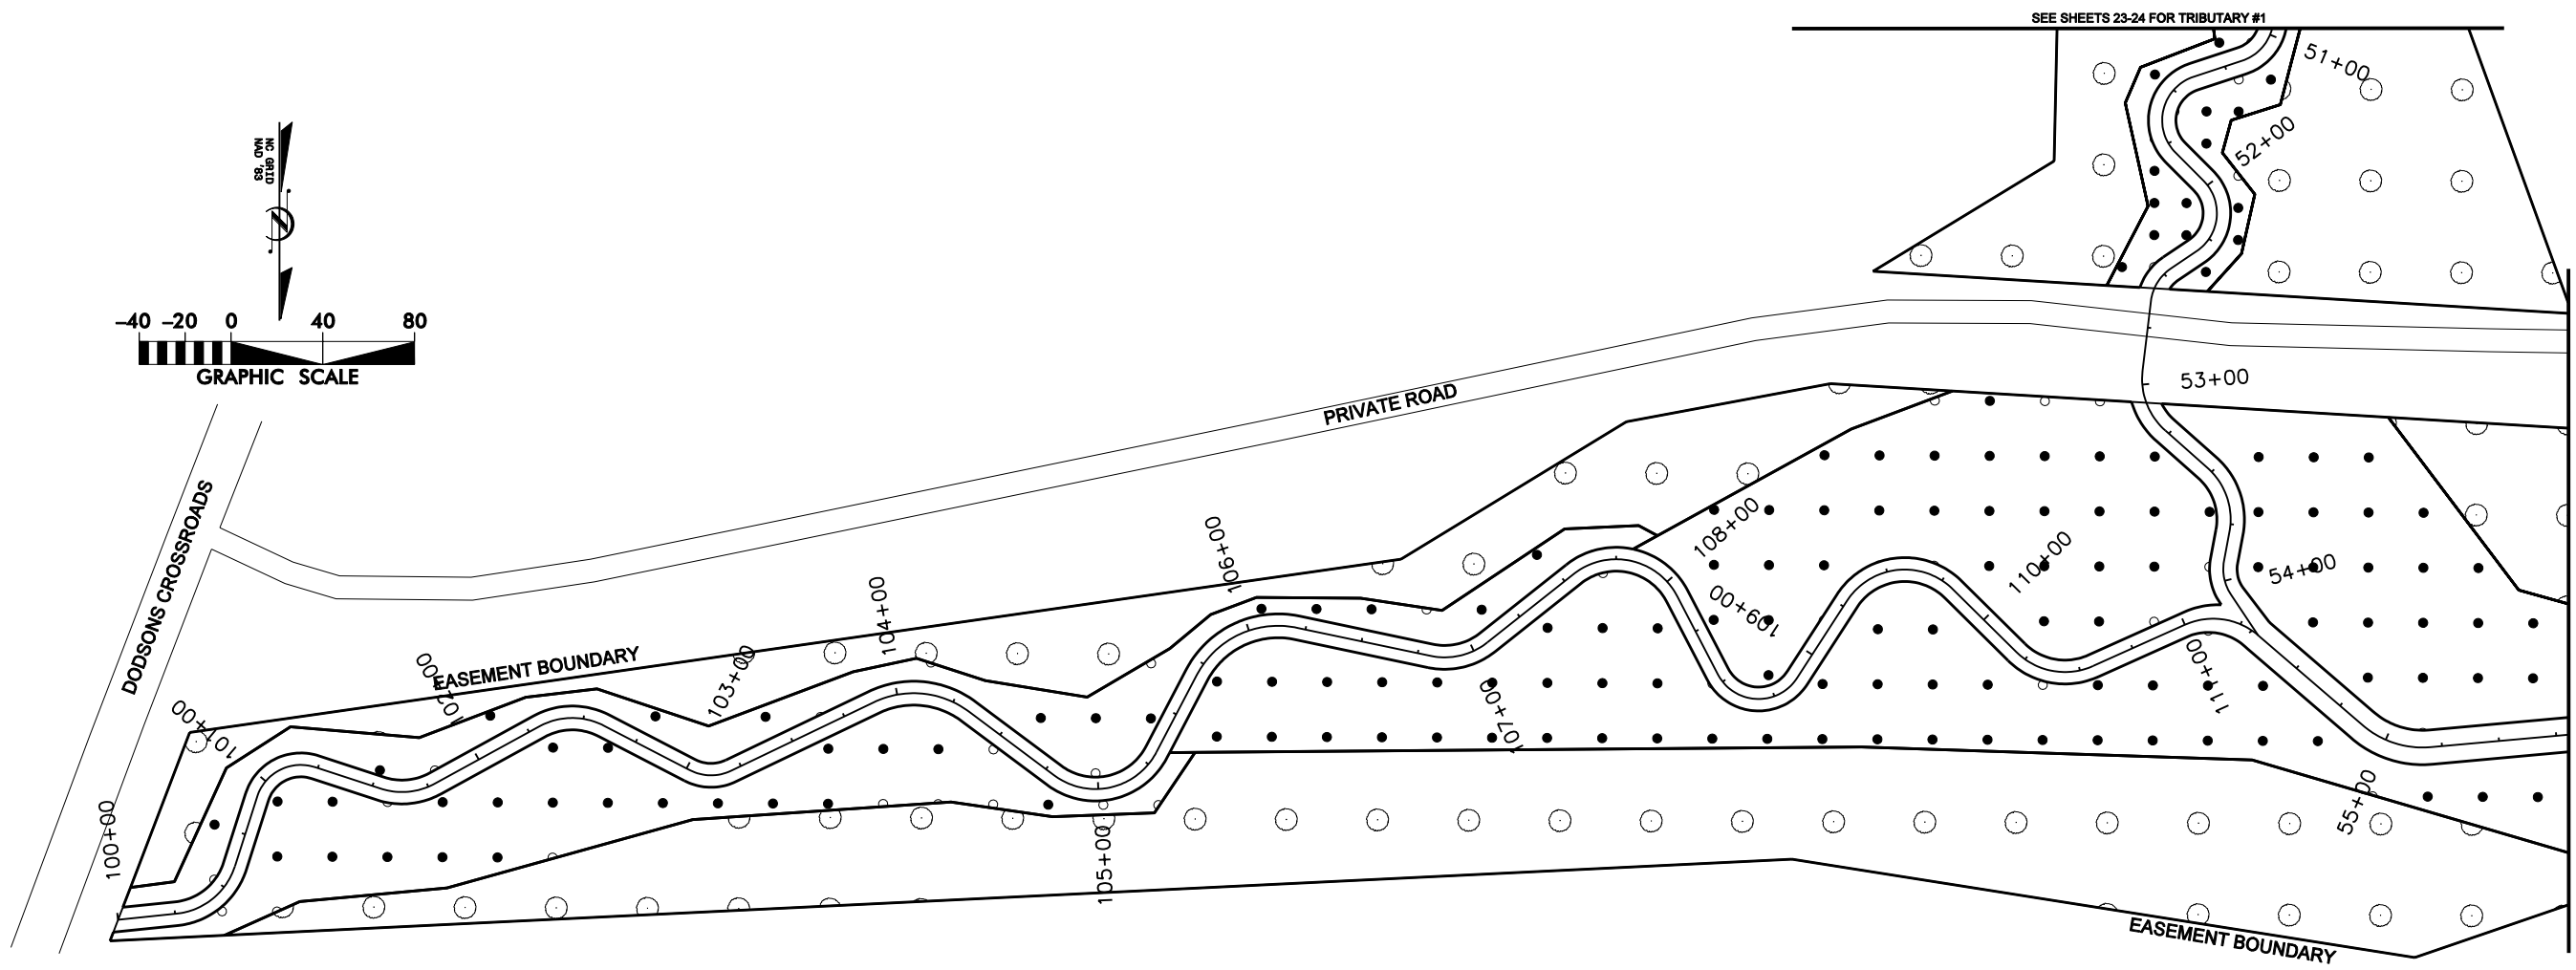 SEE SHEETS 23-24 FOR TRIBUTARY #1
51+00
52+00
NC GRID
NAD '83
-40 -20 0 40 80
GRAPHIC SCALE
53+00
PRIVATE ROAD
DODSONS CROSSROADS
EASEMENT BOUNDARY
100+00
101+00
102+00
103+00
104+00
105+00
106+00
107+00
108+00
109+00
110+00
111+00
54+00
55+00
EASEMENT BOUNDARY